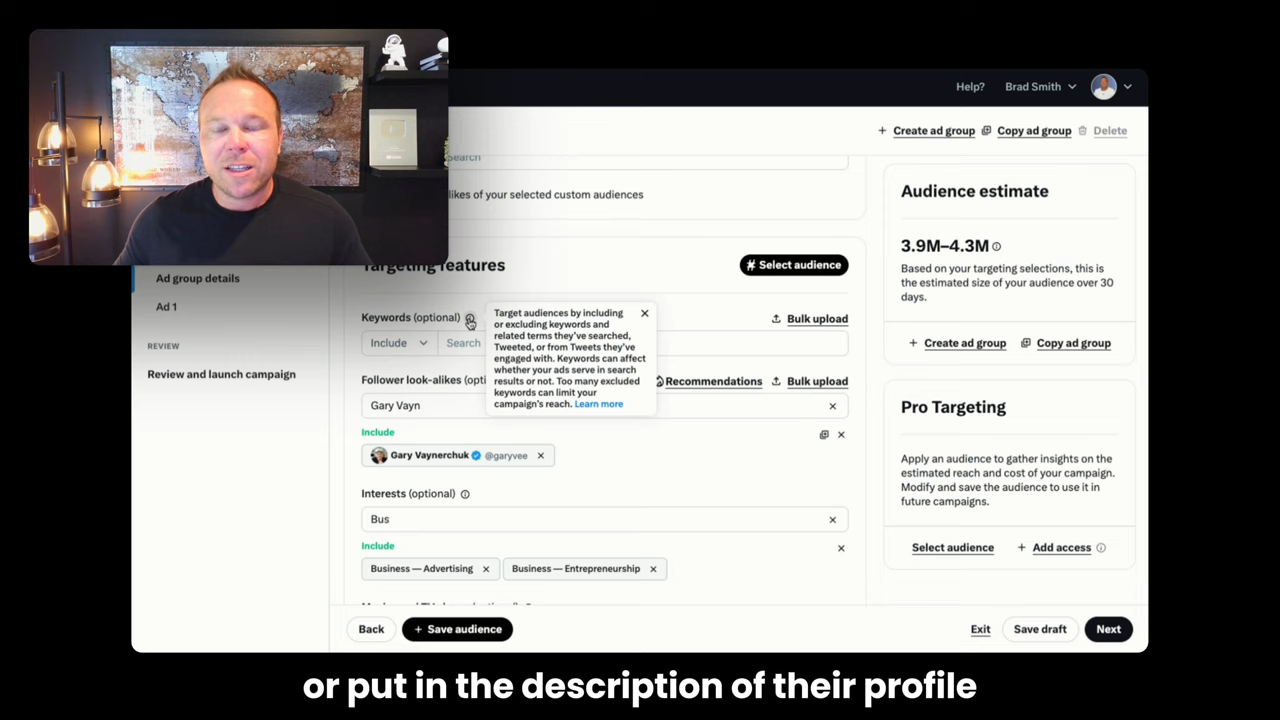 Help?
Brad Smith
+ Create ad group
Copy ad group
Delete
Search
likes of your selected custom audiences
Audience estimate
3.9M–4.3M
Based on your targeting selections, this is
the estimated size of your audience over 30
days.
+ Create ad group
Copy ad group
Ad group details
Ad 1
REVIEW
Review and launch campaign
Targeting features
Select audience
Keywords (optional)
Bulk upload
Include
Search
Target audiences by including
or excluding keywords and
related terms they've searched,
Tweeted, or from Tweets they've
engaged with. Keywords can affect
whether your ads serve in search
results or not. Too many excluded
keywords can limit your
campaign's reach. Learn more
Follower look-alikes (opti
Recommendations
Bulk upload
Gary Vayn
Include
Gary Vaynerchuk @garyvee
Interests (optional)
Bus
Include
Business — Advertising
Business — Entrepreneurship
Pro Targeting
Apply an audience to gather insights on the
estimated reach and cost of your campaign.
Modify and save the audience to use it in
future campaigns.
Select audience
+ Add access
Back
+ Save audience
Exit
Save draft
Next
or put in the description of their profile